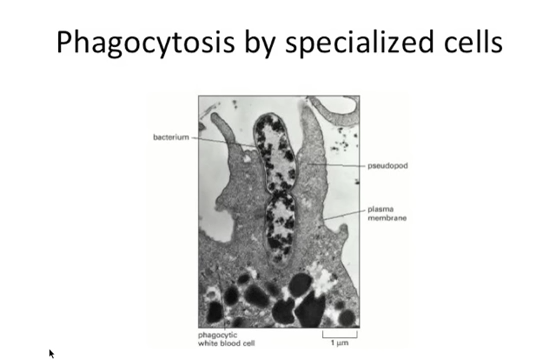 Phagocytosis by specialized cells
bacterium
pseudopod
plasma
membrane
phagocytic
white blood cell
1 µm